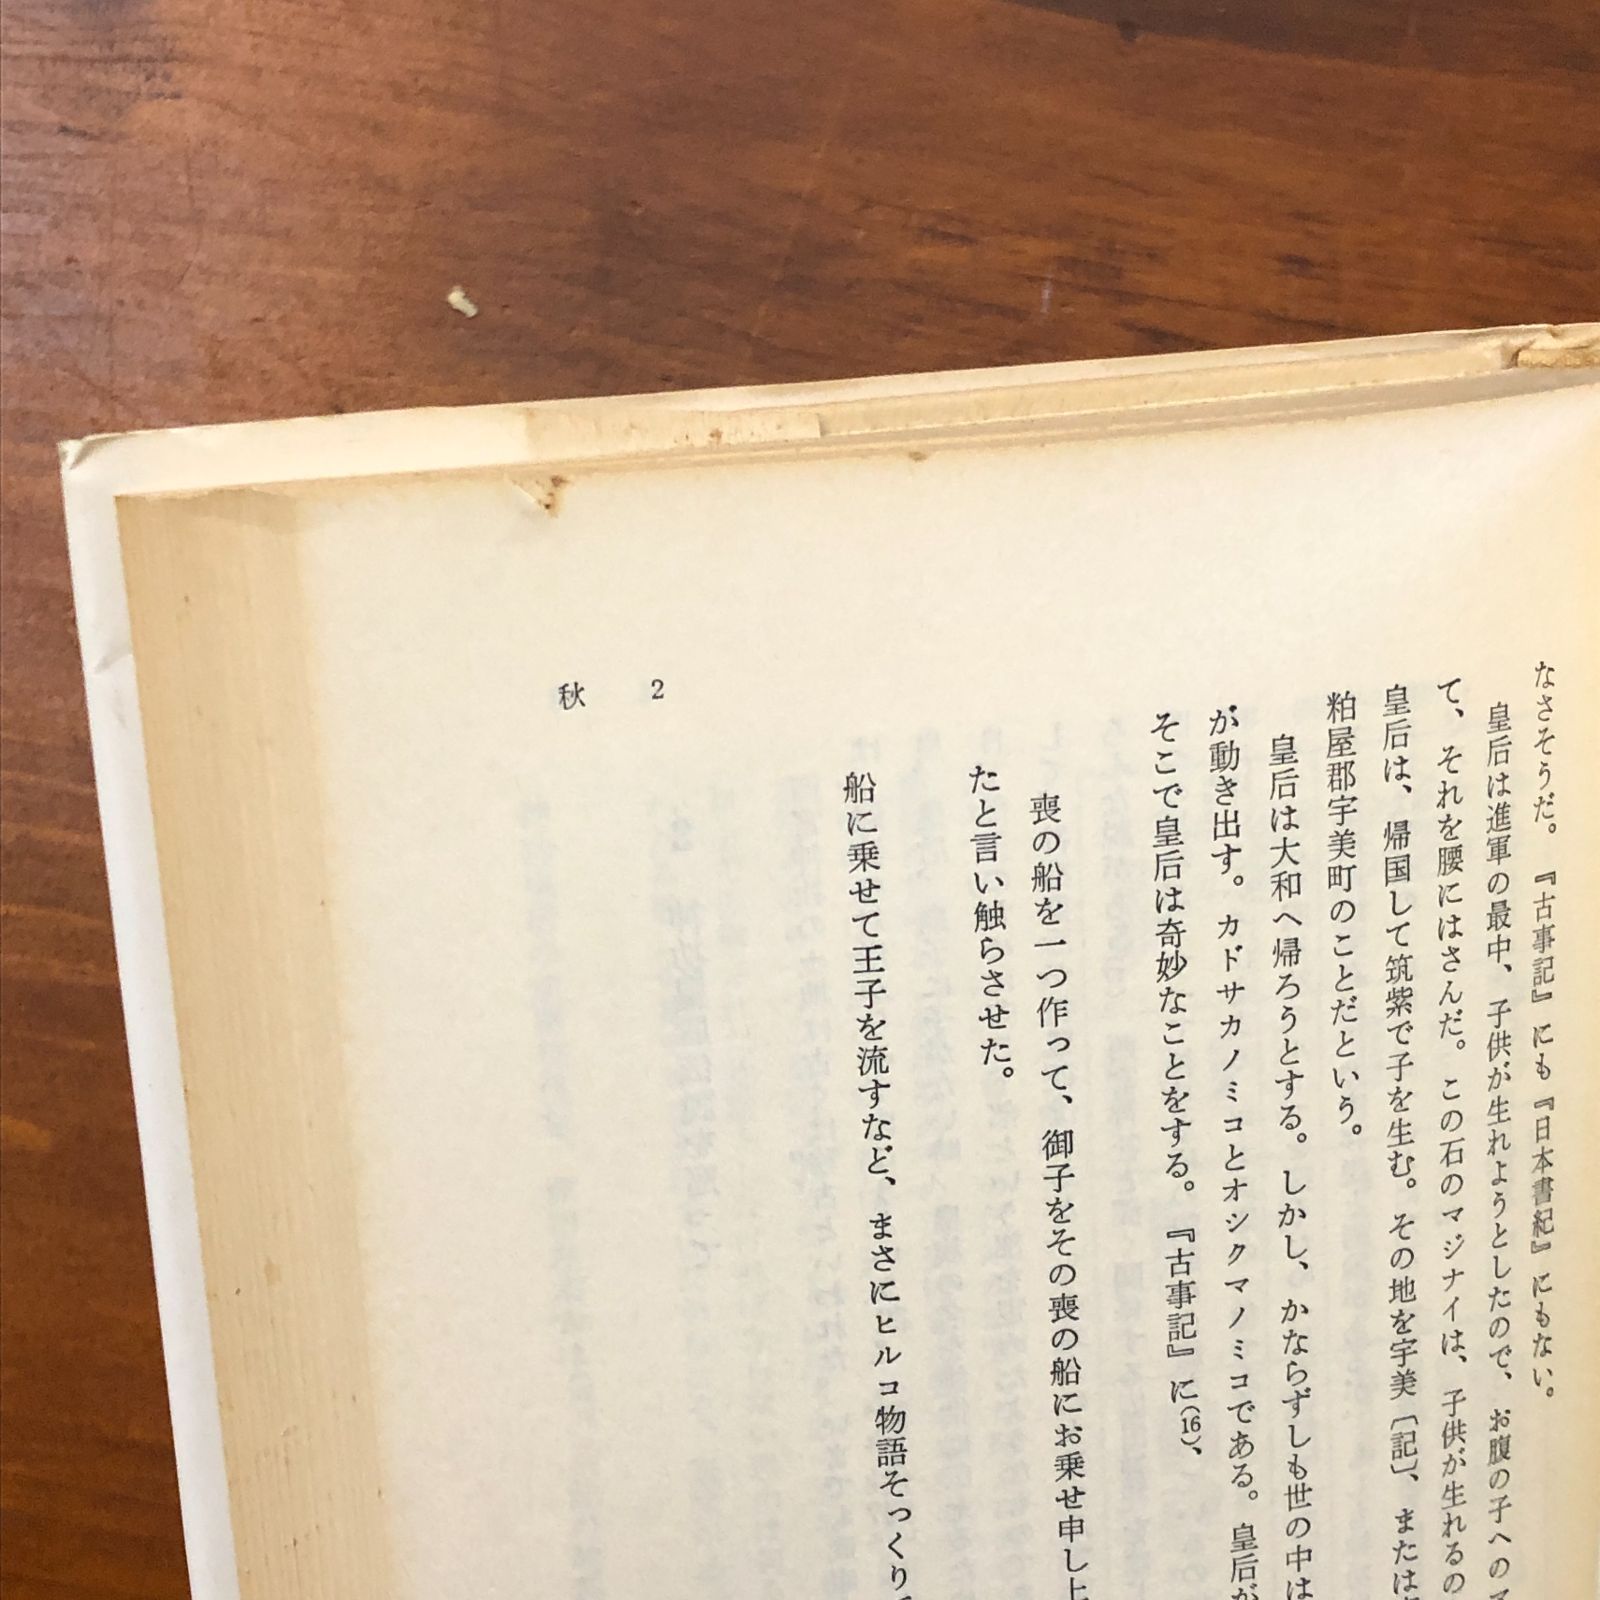 なさそうだ。『古事記』にも『日本書紀』にもない。
皇后は進軍の最中、子供が生れようとしたので、お腹の子へのマ
て、それを腰にはさんだ。この石のマジナイは、子供が生れるの
皇后は、帰国して筑紫で子を生む。その地を宇美〔記〕、または
粕屋郡宇美町のことだという。
皇后は大和へ帰ろうとする。しかし、かならずしも世の中は
が動き出す。カドサカノミコとオシクマノミコである。皇后が
そこで皇后は奇妙なことをする。『古事記』に(16)、
喪の船を一つ作って、御子をその喪の船にお乗せ申し上
たと言い触らさせた。
船に乗せて王子を流すなど、まさにヒルコ物語そっくり
2
秋